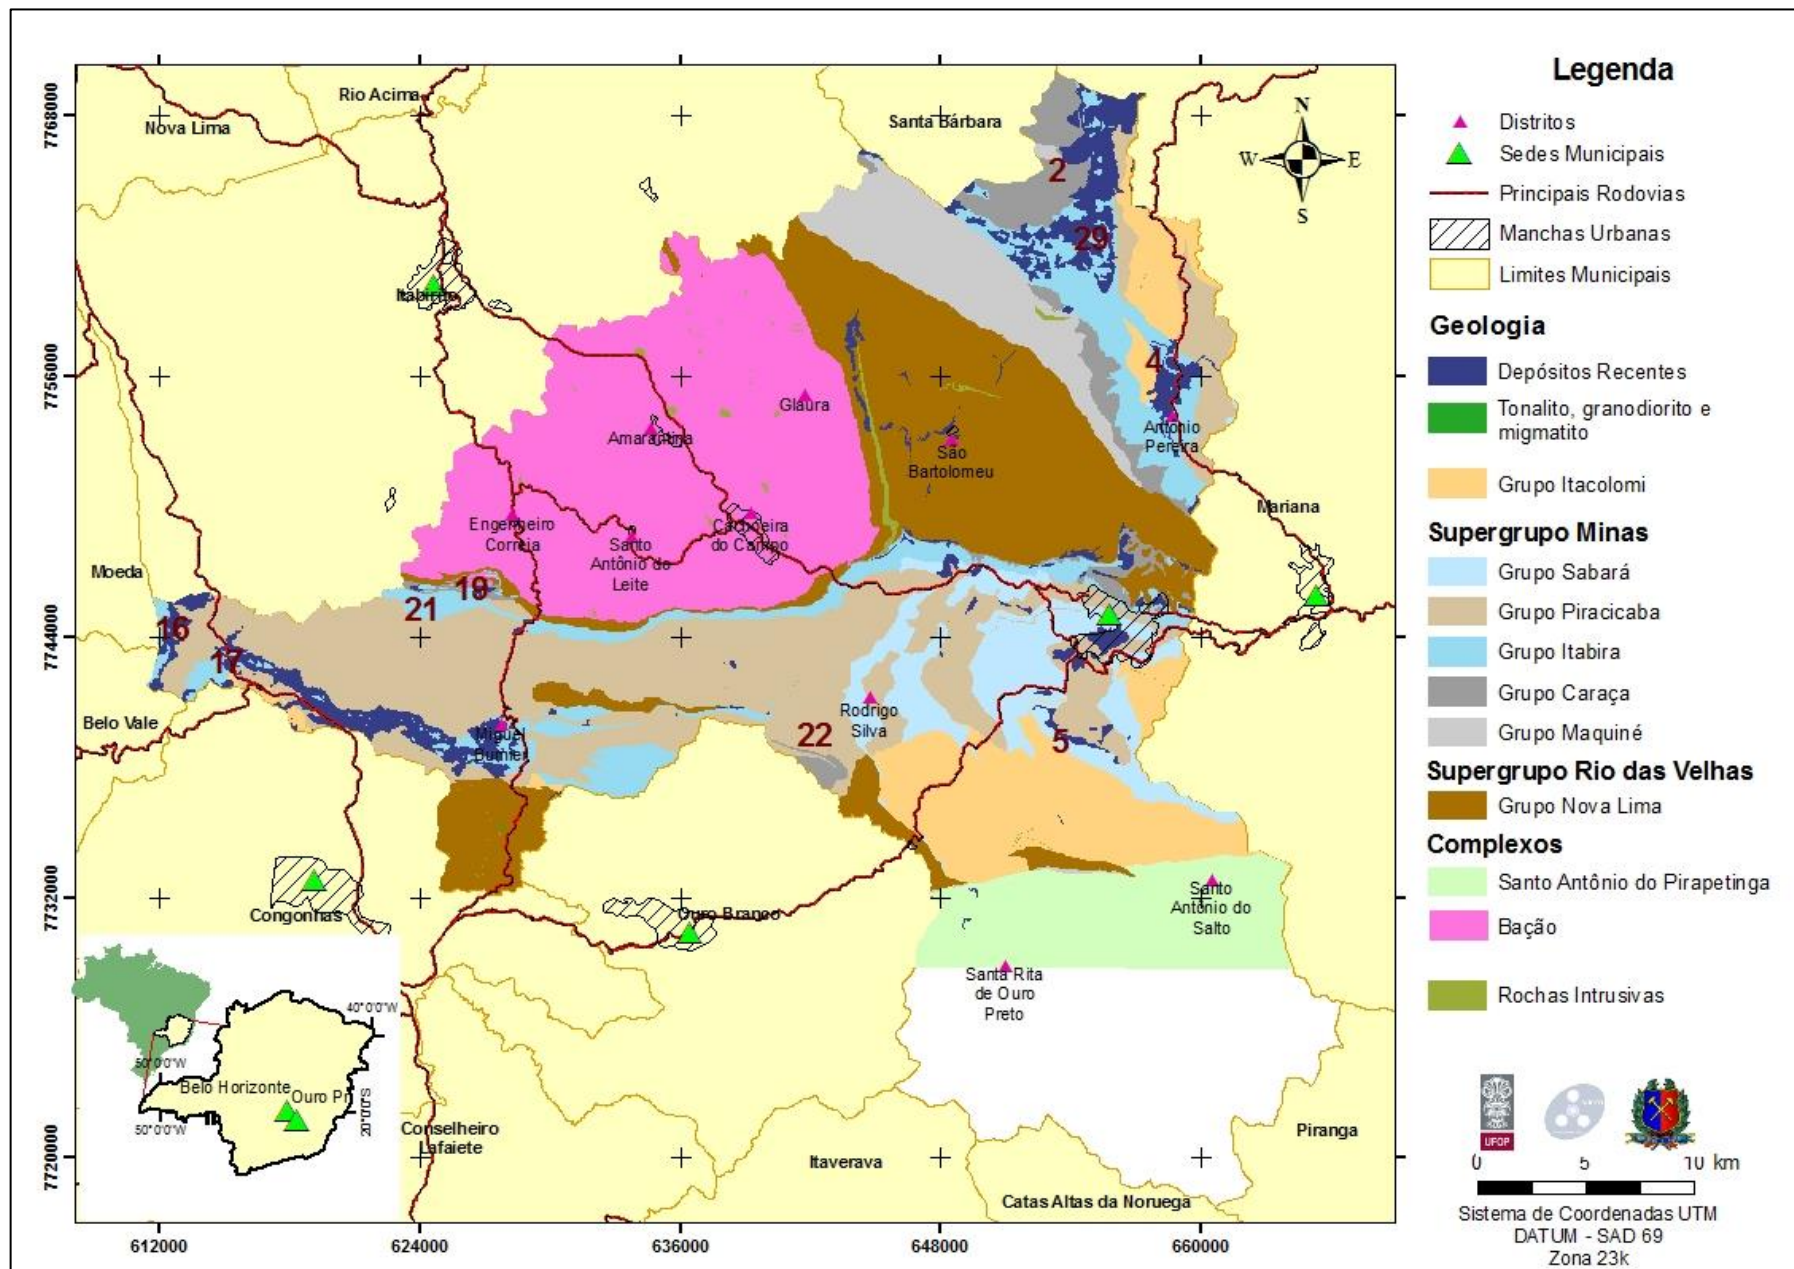 Legenda
Distritos
Sedes Municipais
Principais Rodovias
Manchas Urbanas
Limites Municipais
Geologia
Depósitos Recentes
Tonalito, granodiorito e
migmatito
Grupo Itacolomi
Supergrupo Minas
Grupo Sabará
Grupo Piracicaba
Grupo Itabira
Grupo Caraça
Grupo Maquiné
Supergrupo Rio das Velhas
Grupo Nova Lima
Complexos
Santo Antônio do Pirapetinga
Bação
Rochas Intrusivas
UFOP
0 5 10 km
Sistema de Coordenadas UTM
DATUM - SAD 69
Zona 23k
N
W E
S
Rio Acima
Nova Lima
Santa Bárbara
2
29
Itabirito
4
Glaura
Amarantina
São
Bartolomeu
Antônio
Pereira
Mariana
Engenheiro
Correia
Santo
Antônio do
Leite
Cachoeira
do Campo
Moeda
19
21
16
17
Belo Vale
Miguel
Burnier
22
Rodrigo
Silva
5
Congonhas
Ouro Branco
Santo
Antônio do
Salto
Santa Rita
de Ouro
Preto
40°0'0"W
50°0'0"W
Belo Horizonte
Ouro Pr
50°0'0"W
20°0'0"S
Conselheiro
Lafaiete
Itaverava
Catas Altas da Noruega
Piranga
7768000
7756000
7744000
7732000
7720000
612000 624000 636000 648000 660000